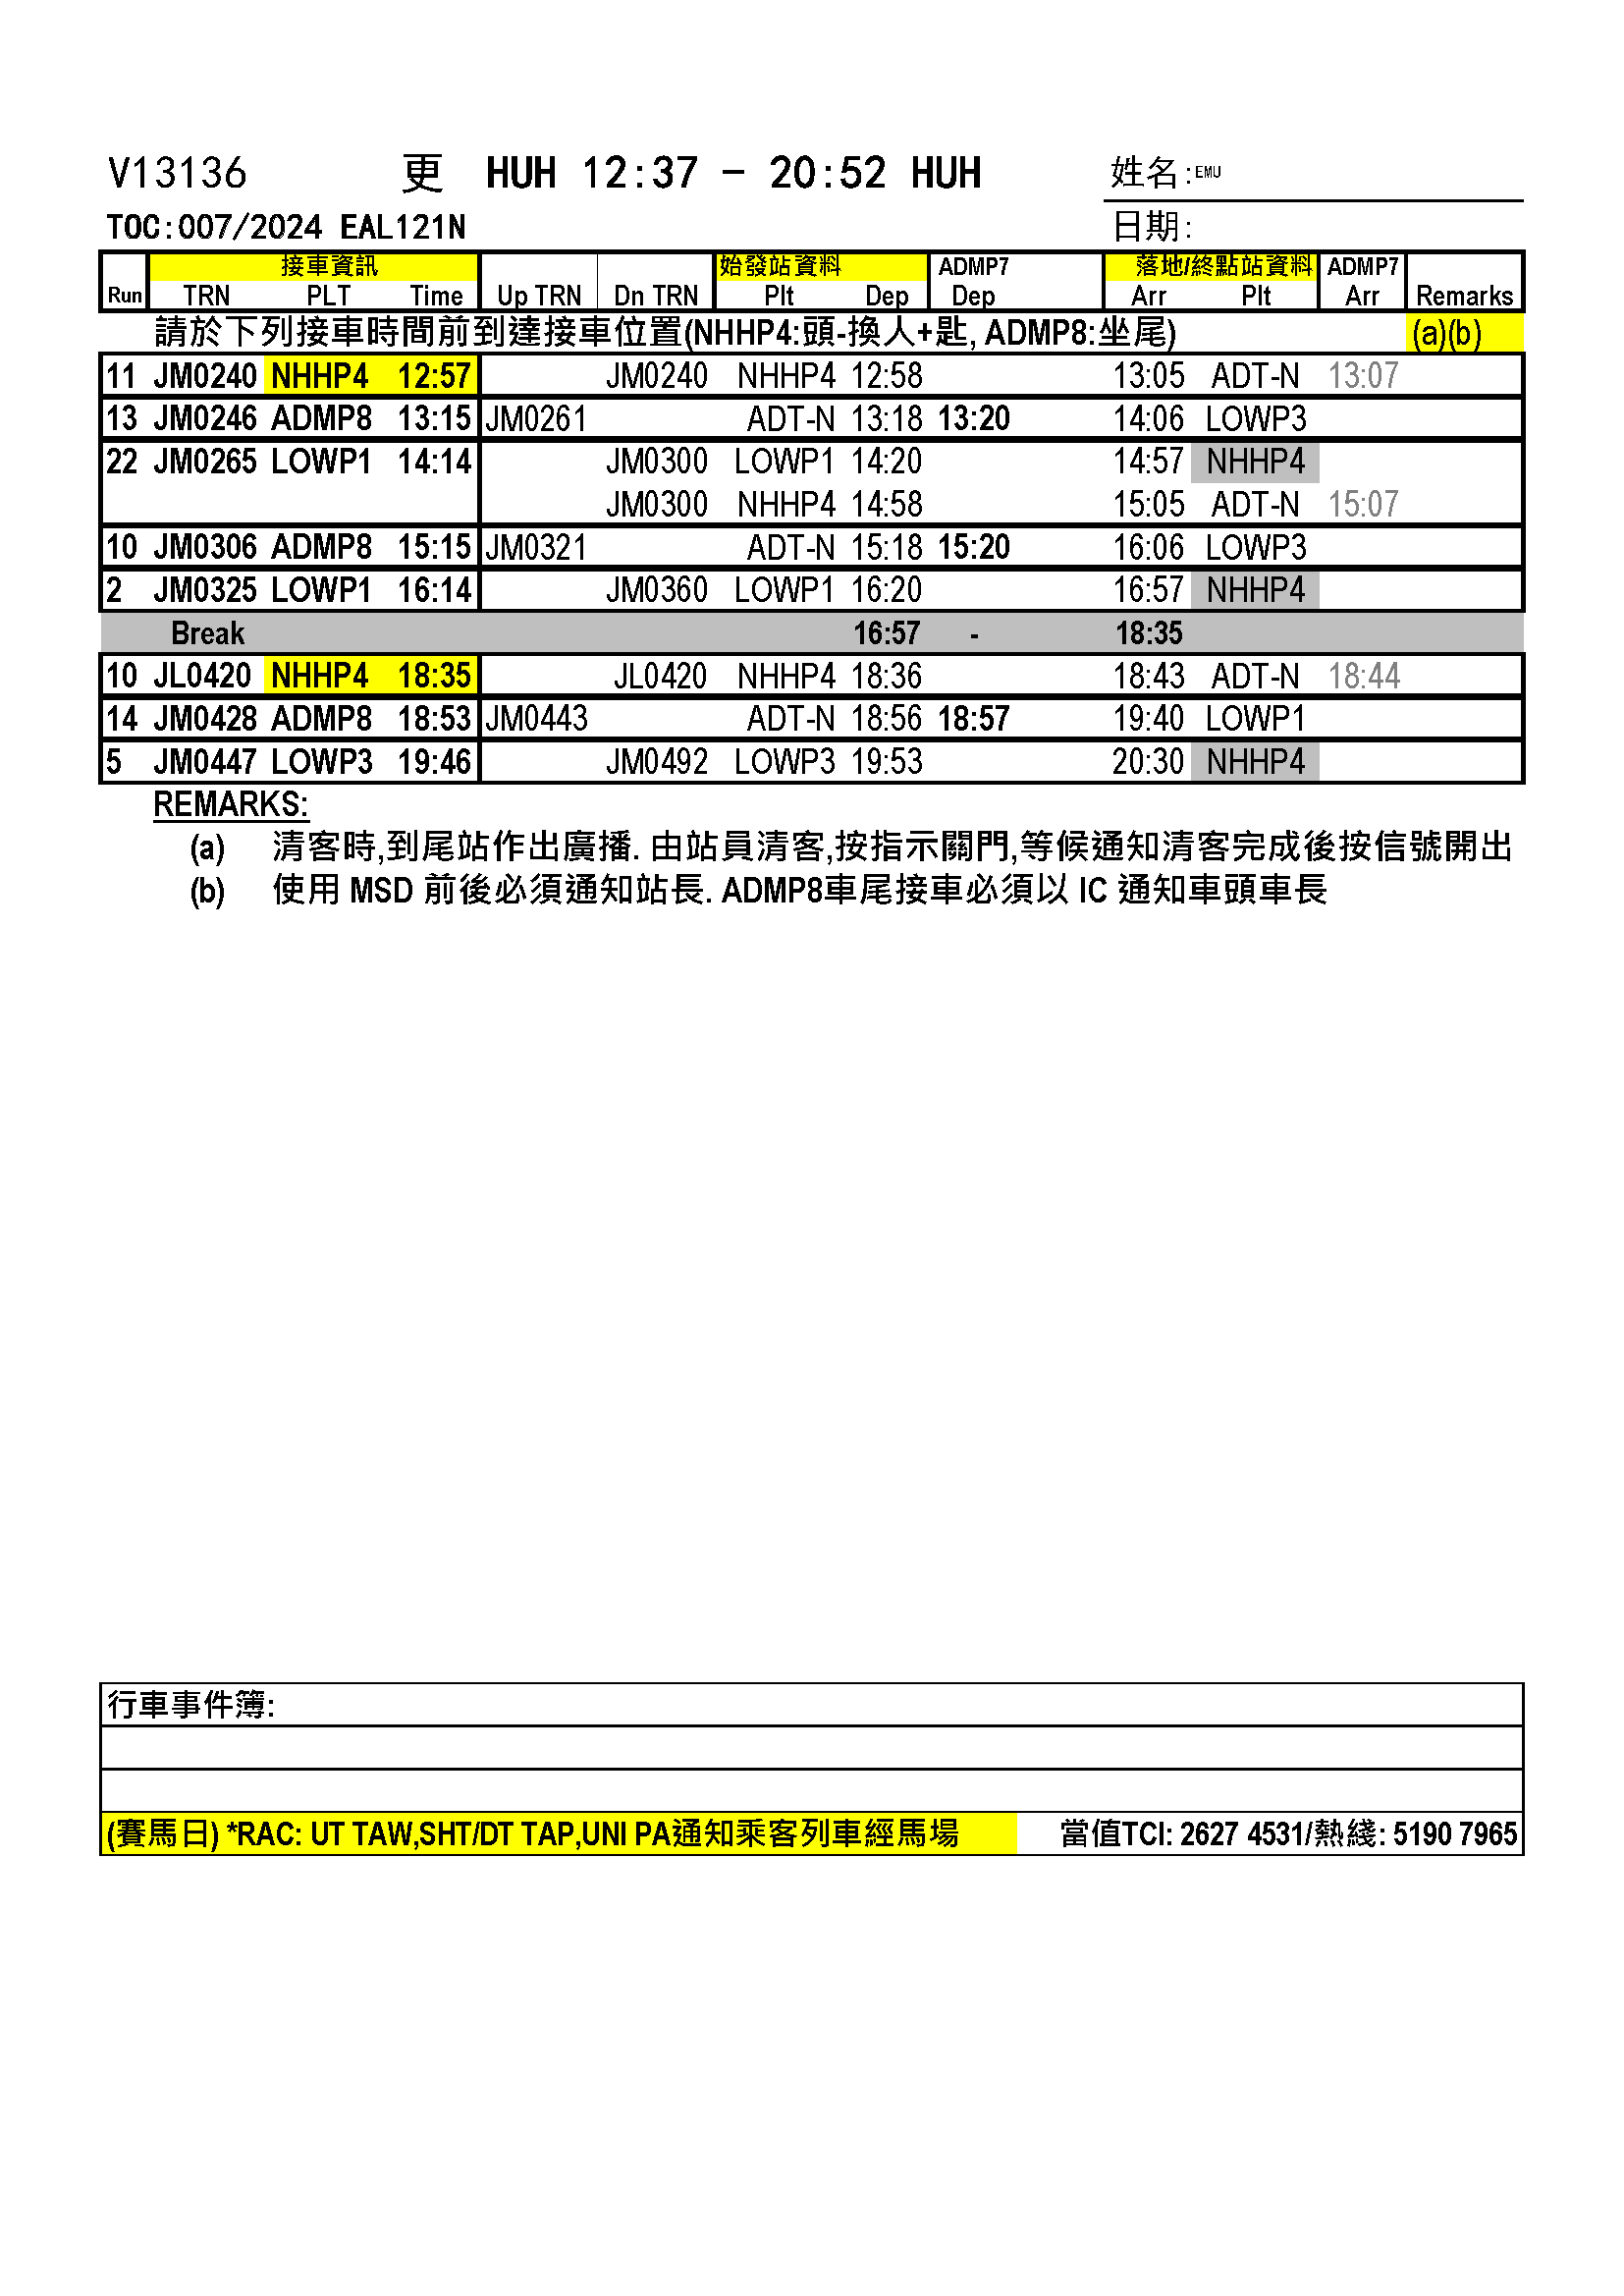 V13136 更 HUH 12:37 - 20:52 HUH 姓名:EMU
TOC:007/2024 EAL121N 日期:
接車資訊 始發站資料 ADMP7 落地/終點站資料 ADMP7
Run TRN PLT Time Up TRN Dn TRN Plt Dep Dep Arr Plt Arr Remarks
請於下列接車時間前到達接車位置(NHHP4:頭-換人+匙, ADMP8:坐尾) (a)(b)
11 JM0240 NHHP4 12:57 JM0240 NHHP4 12:58 13:05 ADT-N 13:07
13 JM0246 ADMP8 13:15 JM0261 ADT-N 13:18 13:20 14:06 LOWP3
22 JM0265 LOWP1 14:14 JM0300 LOWP1 14:20 14:57 NHHP4
JM0300 NHHP4 14:58 15:05 ADT-N 15:07
10 JM0306 ADMP8 15:15 JM0321 ADT-N 15:18 15:20 16:06 LOWP3
2 JM0325 LOWP1 16:14 JM0360 LOWP1 16:20 16:57 NHHP4
Break 16:57 - 18:35
10 JL0420 NHHP4 18:35 JL0420 NHHP4 18:36 18:43 ADT-N 18:44
14 JM0428 ADMP8 18:53 JM0443 ADT-N 18:56 18:57 19:40 LOWP1
5 JM0447 LOWP3 19:46 JM0492 LOWP3 19:53 20:30 NHHP4
REMARKS:
(a) 清客時,到尾站作出廣播. 由站員清客,按指示關門,等候通知清客完成後按信號開出
(b) 使用 MSD 前後必須通知站長. ADMP8車尾接車必須以 IC 通知車頭車長
行車事件簿:
(賽馬日) *RAC: UT TAW,SHT/DT TAP,UNI PA通知乘客列車經馬場 當值TCI: 2627 4531/熱綫: 5190 7965